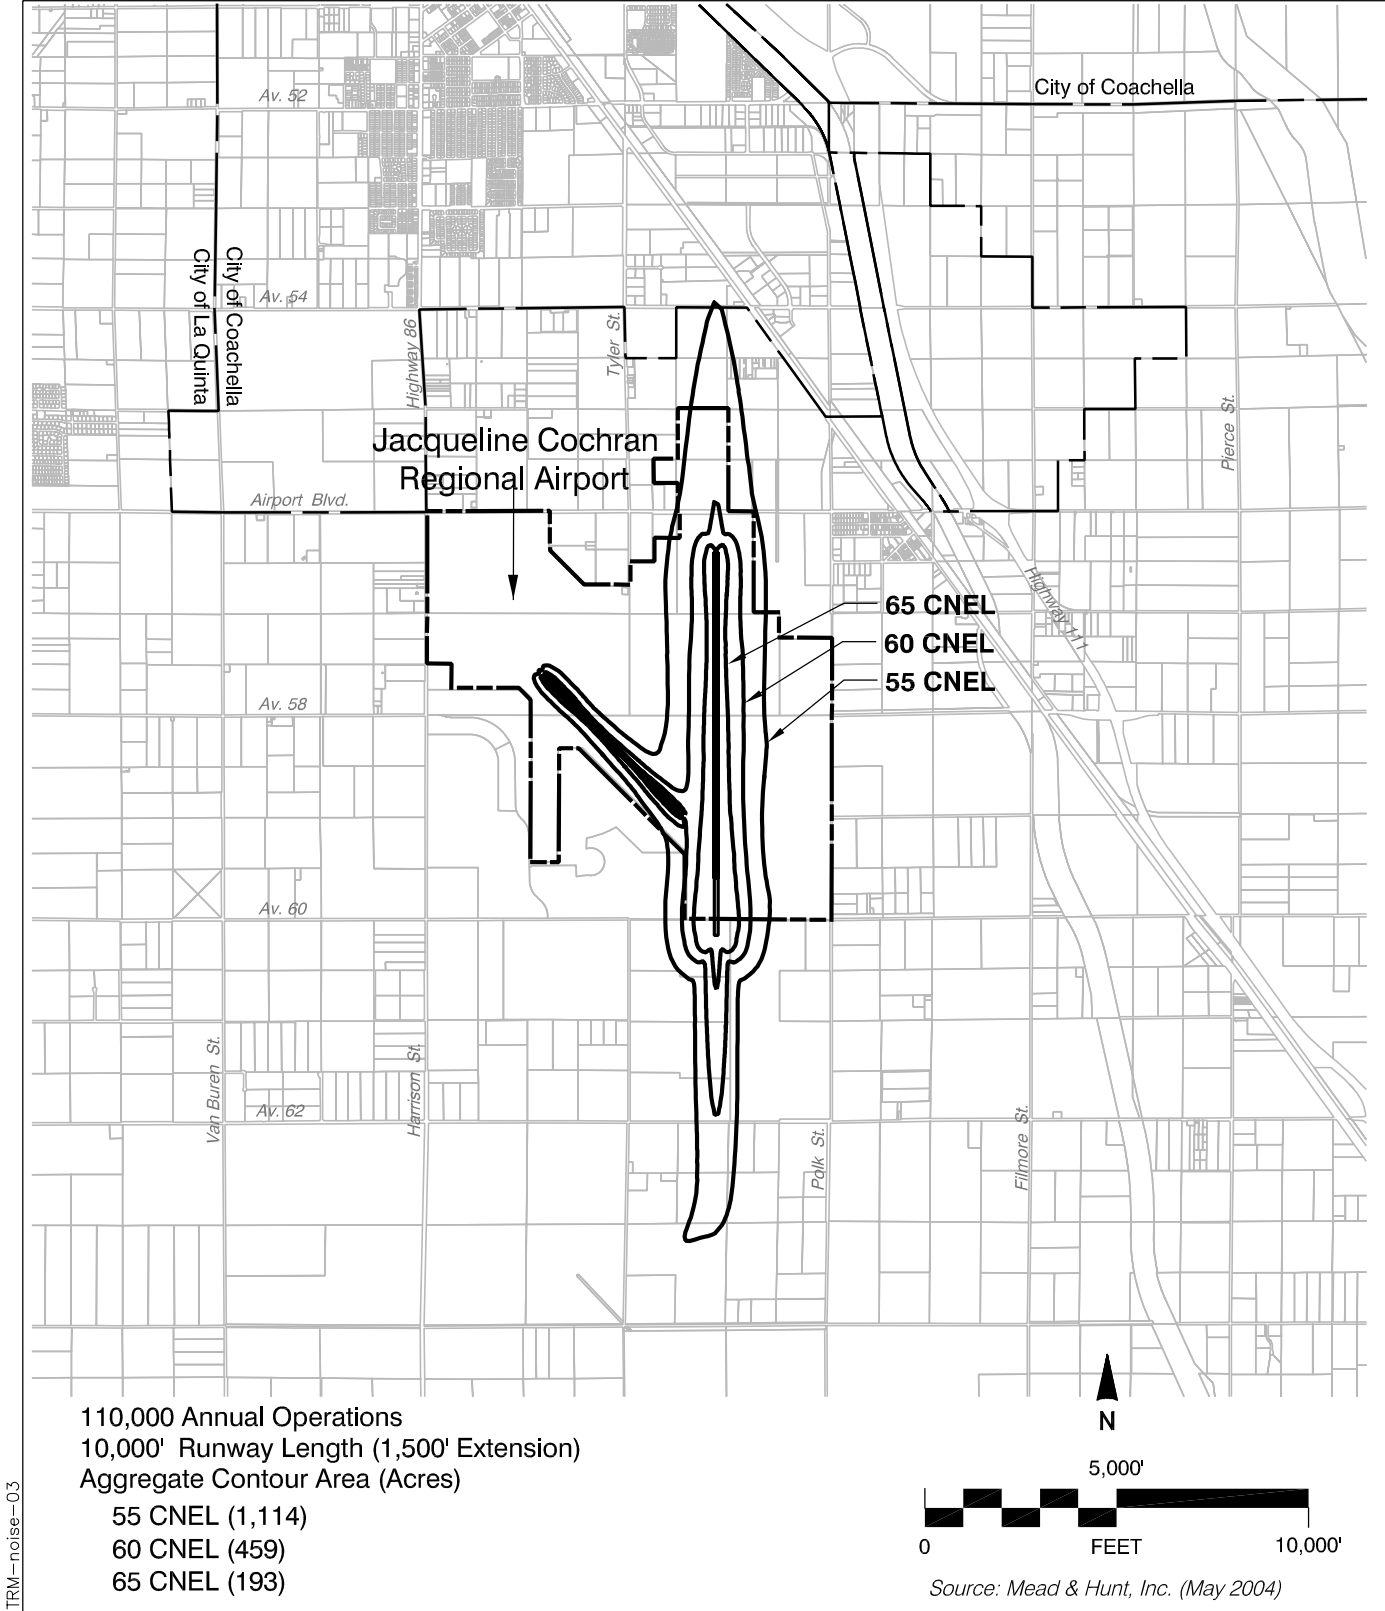 City of Coachella
Av. 52
City of La Quinta
City of Coachella
Av. 54
Highway 86
Tyler St.
Pierce St.
Jacqueline Cochran
Regional Airport
Airport Blvd.
Highway 111
65 CNEL
60 CNEL
55 CNEL
Av. 58
Av. 60
Van Buren St.
Harrison St.
Av. 62
Polk St.
Filmore St.
N
110,000 Annual Operations
10,000' Runway Length (1,500' Extension)
Aggregate Contour Area (Acres)
55 CNEL (1,114)
60 CNEL (459)
65 CNEL (193)
5,000'
0 FEET 10,000'
Source: Mead & Hunt, Inc. (May 2004)
TRM-noise-03